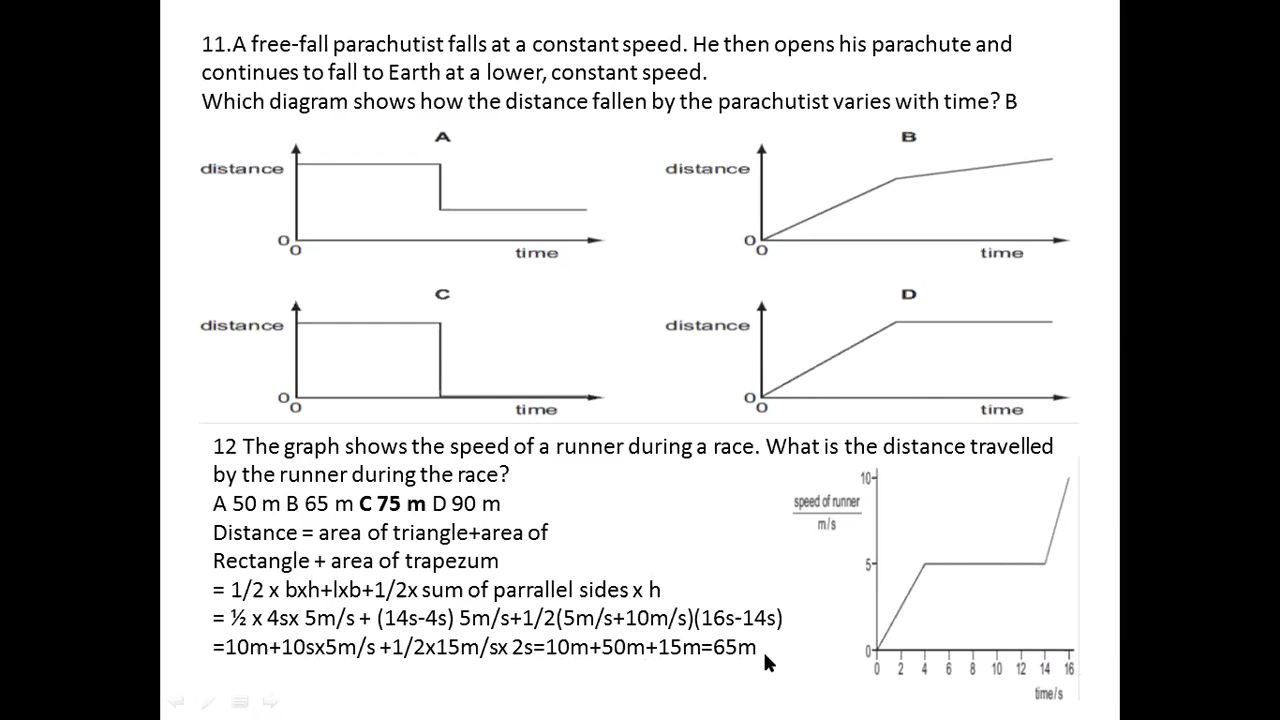 11.A free-fall parachutist falls at a constant speed. He then opens his parachute and
continues to fall to Earth at a lower, constant speed.
Which diagram shows how the distance fallen by the parachutist varies with time? B
A
distance
0
0
time
B
distance
0
0
time
C
distance
0
0
time
D
distance
0
0
time
12 The graph shows the speed of a runner during a race. What is the distance travelled
by the runner during the race?
A 50 m B 65 m C 75 m D 90 m
Distance = area of triangle+area of
Rectangle + area of trapezum
= 1/2 x bxh+lxb+1/2x sum of parrallel sides x h
= ½ x 4sx 5m/s + (14s-4s) 5m/s+1/2(5m/s+10m/s)(16s-14s)
=10m+10sx5m/s +1/2x15m/sx 2s=10m+50m+15m=65m
speed of runner
m/s
10
5
0
0 2 4 6 8 10 12 14 16
time/s